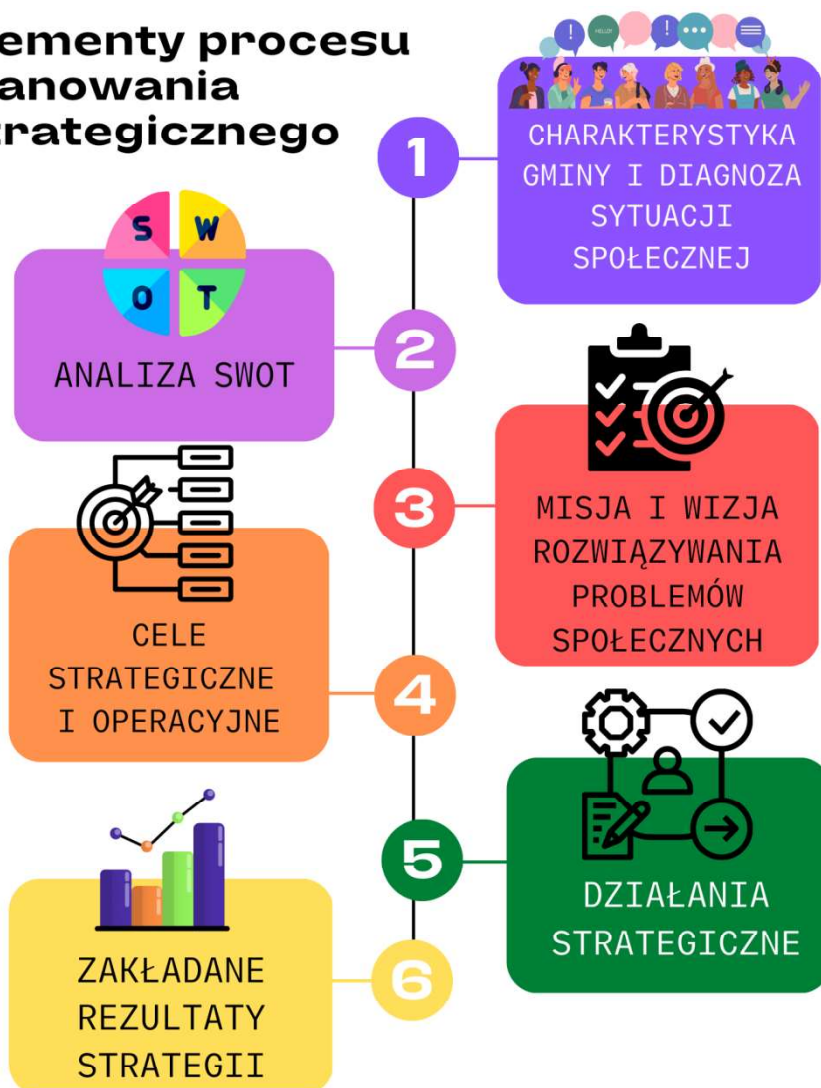 ementy procesu
anowania
rategicznego
HELLO!
1
CHARAKTERYSTYKA
GMINY I DIAGNOZA
SYTUACJI
SPOŁECZNEJ
S W
O T
2
ANALIZA SWOT
3
MISJA I WIZJA
ROZWIĄZYWANIA
PROBLEMÓW
SPOŁECZNYCH
CELE
STRATEGICZNE
I OPERACYJNE
4
5
DZIAŁANIA
STRATEGICZNE
6
ZAKŁADANE
REZULTATY
STRATEGII